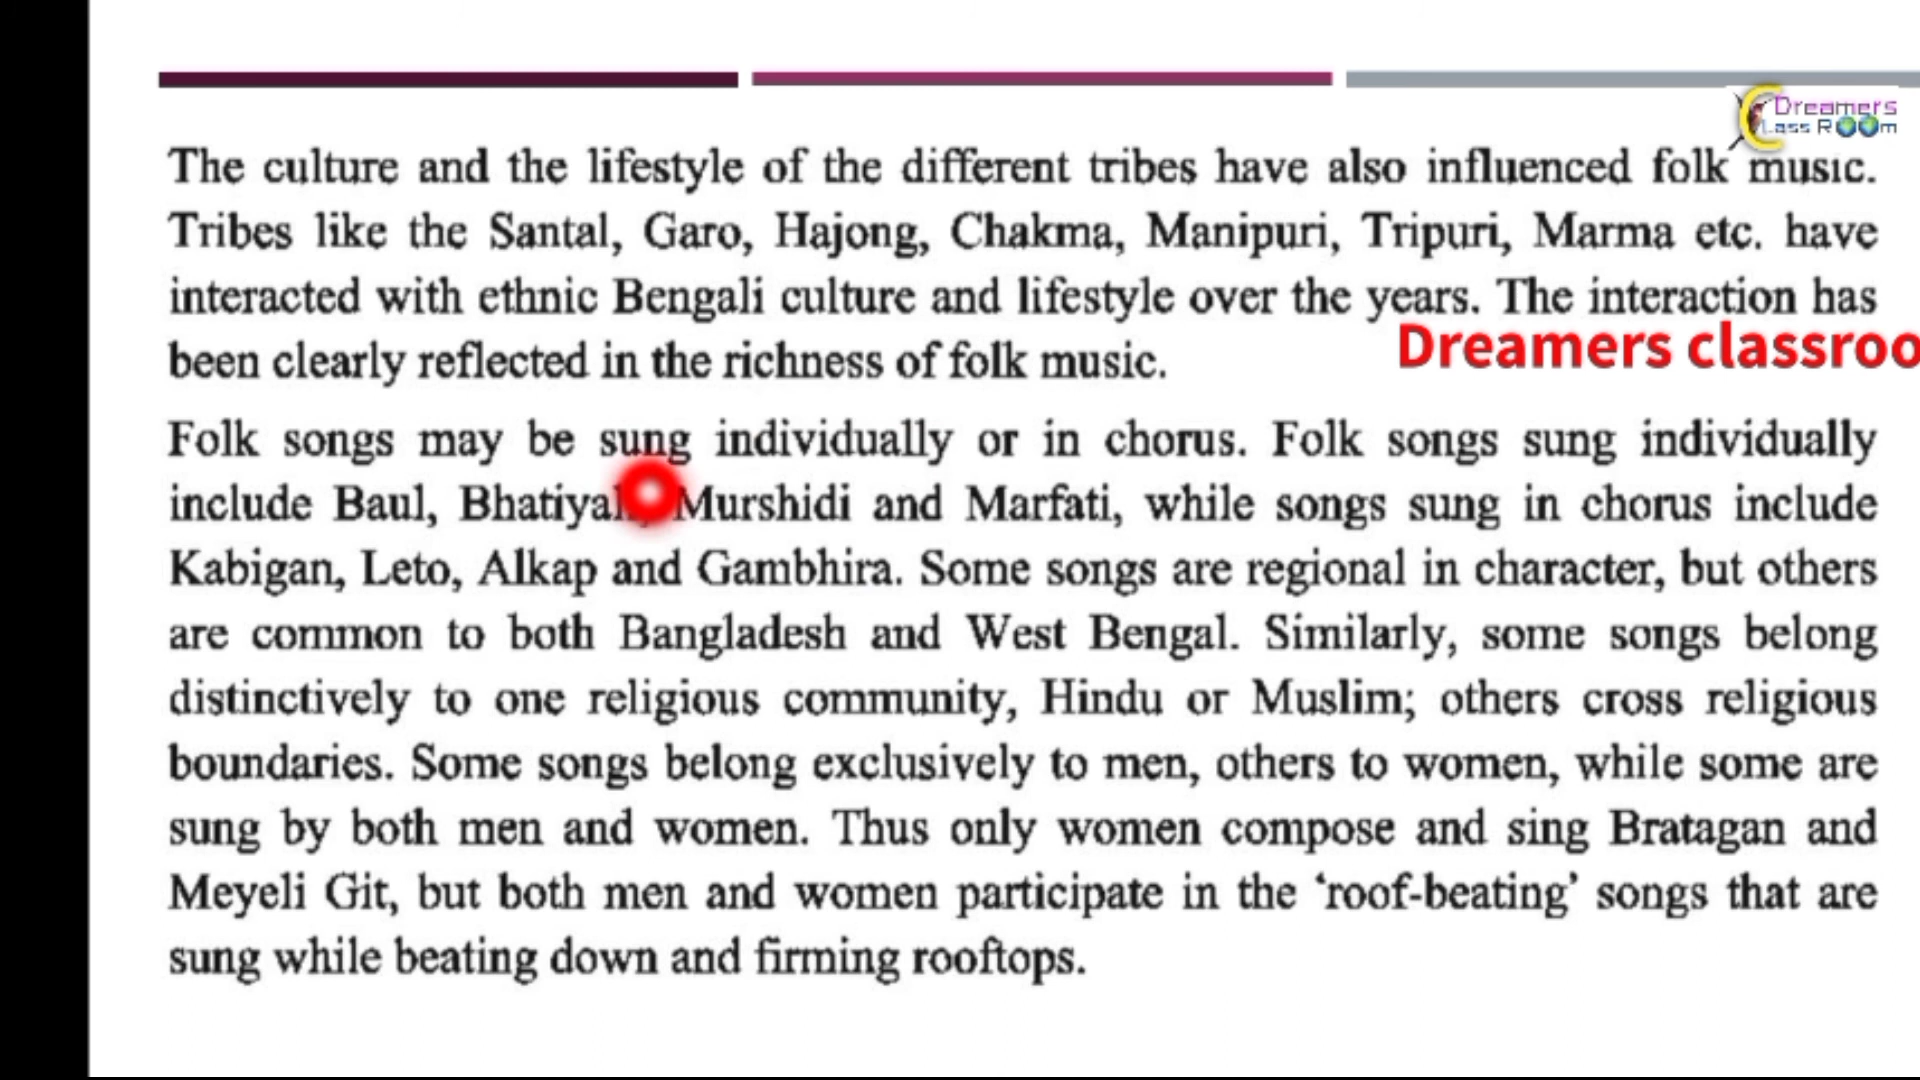 Dreamers
Lass ROOm
The culture and the lifestyle of the different tribes have also influenced folk music.
Tribes like the Santal, Garo, Hajong, Chakma, Manipuri, Tripuri, Marma etc. have
interacted with ethnic Bengali culture and lifestyle over the years. The interaction has
Dreamers classroo
been clearly reflected in the richness of folk music.
Folk songs may be sung individually or in chorus. Folk songs sung individually
include Baul, Murshidi and Marfati, while songs sung in chorus include
Kabigan, Leto, Alkap and Gambhira. Some songs are regional in character, but others
are common to both Bangladesh and West Bengal. Similarly, some songs belong
distinctively to one religious community, Hindu or Muslim; others cross religious
boundaries. Some songs belong exclusively to men, others to women, while some are
sung by both men and women. Thus only women compose and sing Bratagan and
Meyeli Git, but both men and women participate in the ‘roof-beating’ songs that are
sung while beating down and firming rooftops.